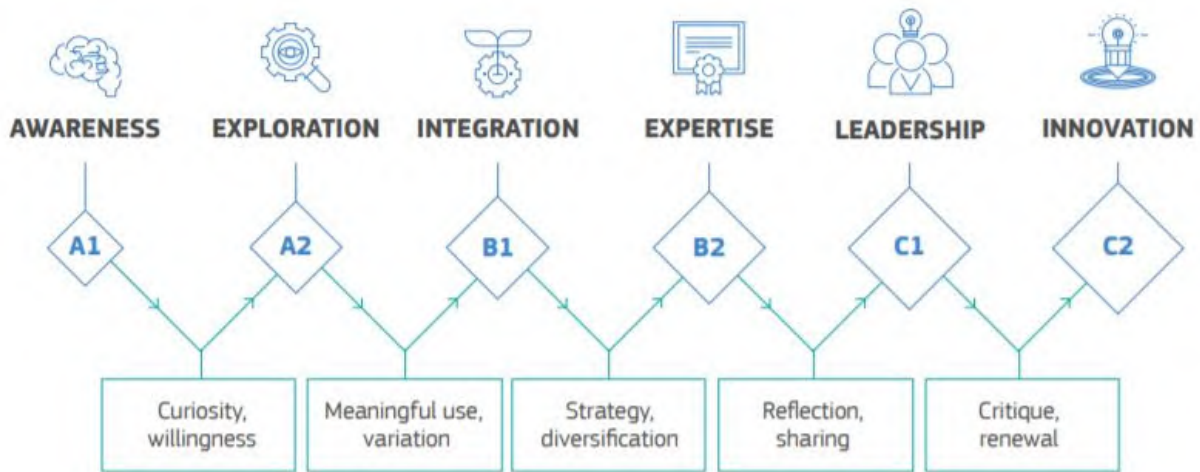 AWARENESS
EXPLORATION
INTEGRATION
EXPERTISE
LEADERSHIP
INNOVATION
A1
A2
B1
B2
C1
C2
Curiosity,
willingness
Meaningful use,
variation
Strategy,
diversification
Reflection,
sharing
Critique,
renewal